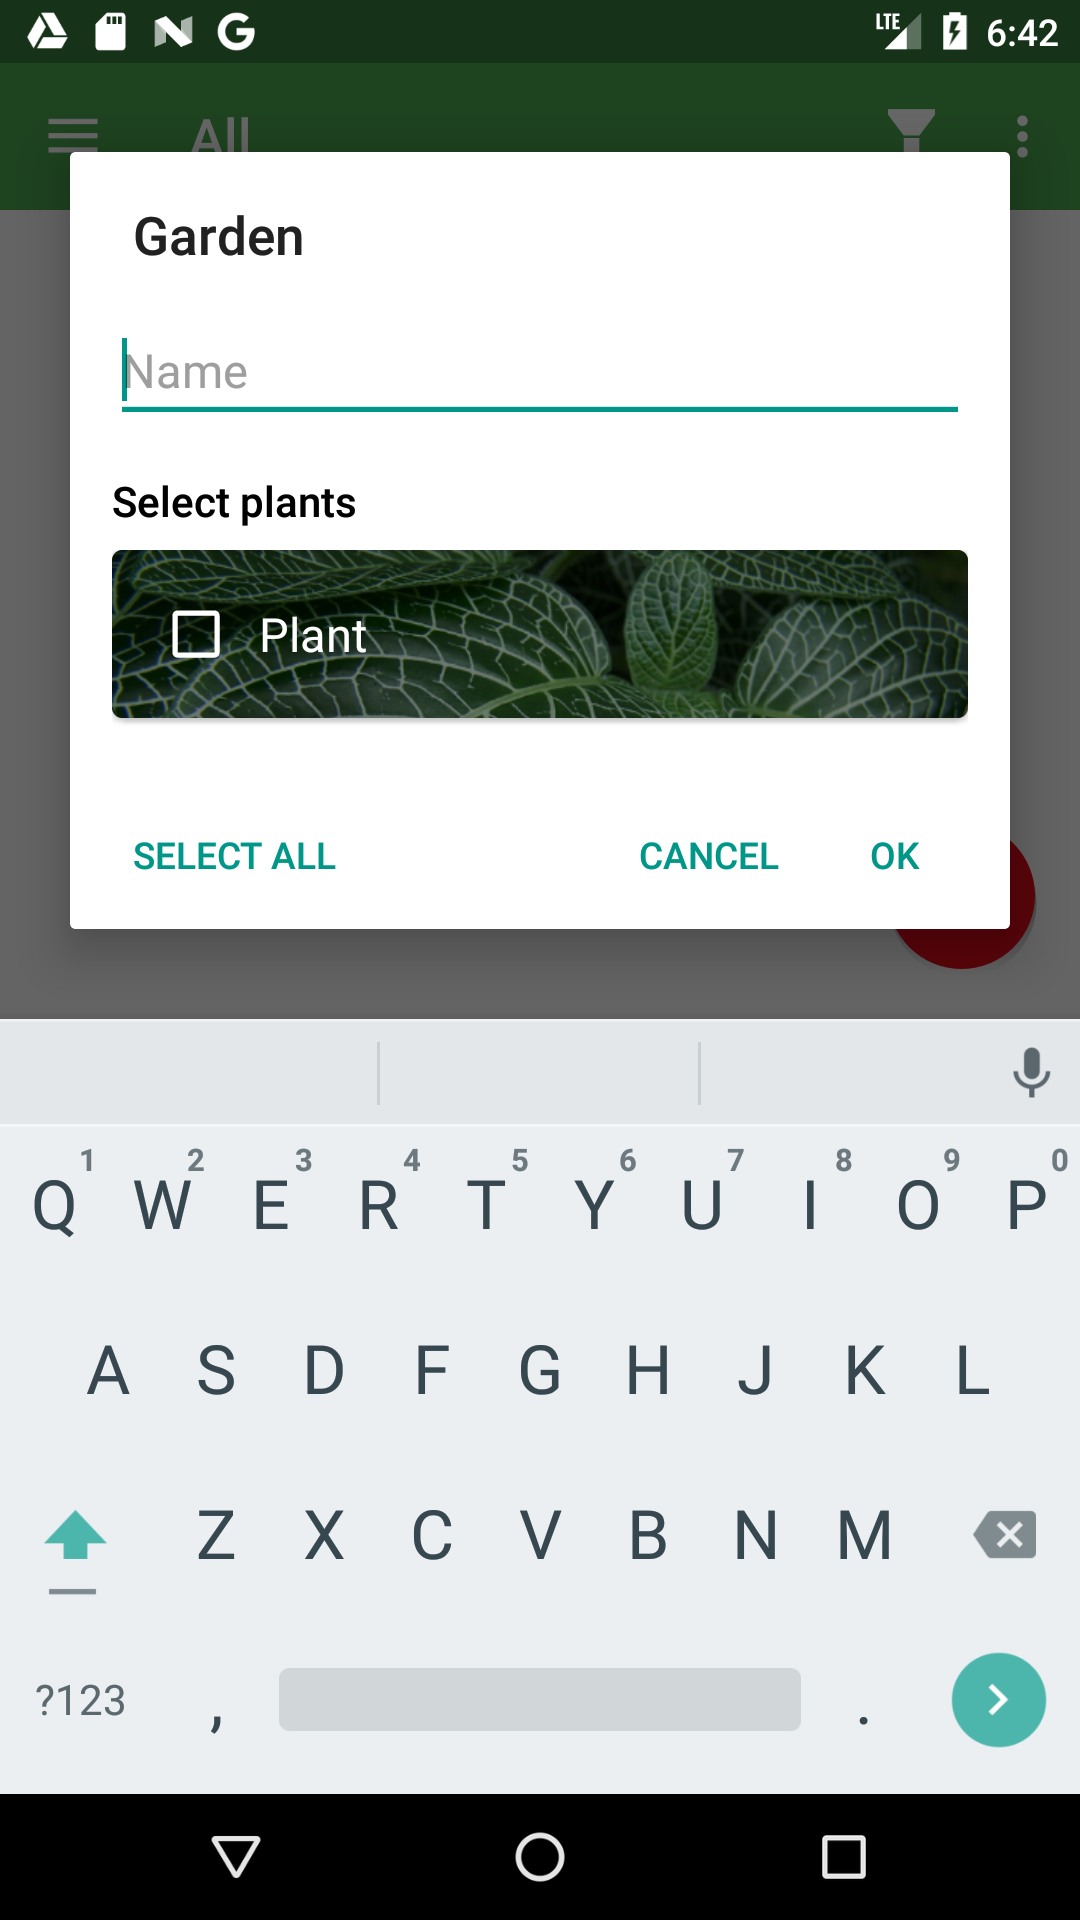 LTE 6:42
All
Garden
Name
Select plants
Plant
SELECT ALL CANCEL OK
1 2 3 4 5 6 7 8 9 0
Q W E R T Y U I O P
A S D F G H J K L
Z X C V B N M
?123 , .